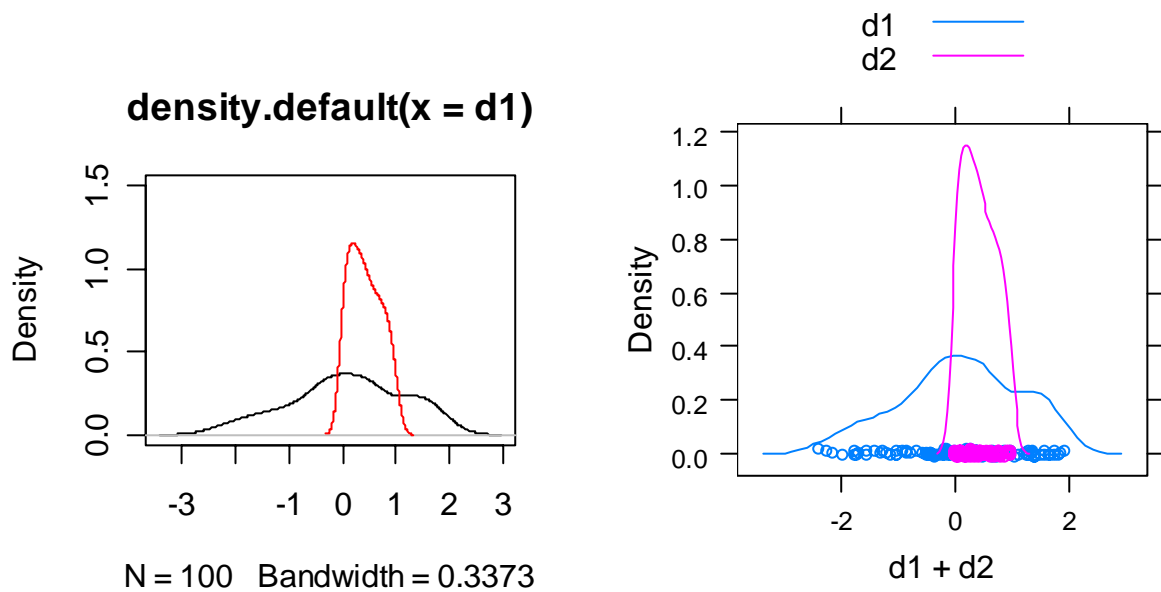 density.default(x = d1)
Density
0.0 0.5 1.0 1.5
-3 -1 0 1 2 3
N = 100 Bandwidth = 0.3373
d1
d2
Density
0.0 0.2 0.4 0.6 0.8 1.0 1.2
-2 0 2
d1 + d2